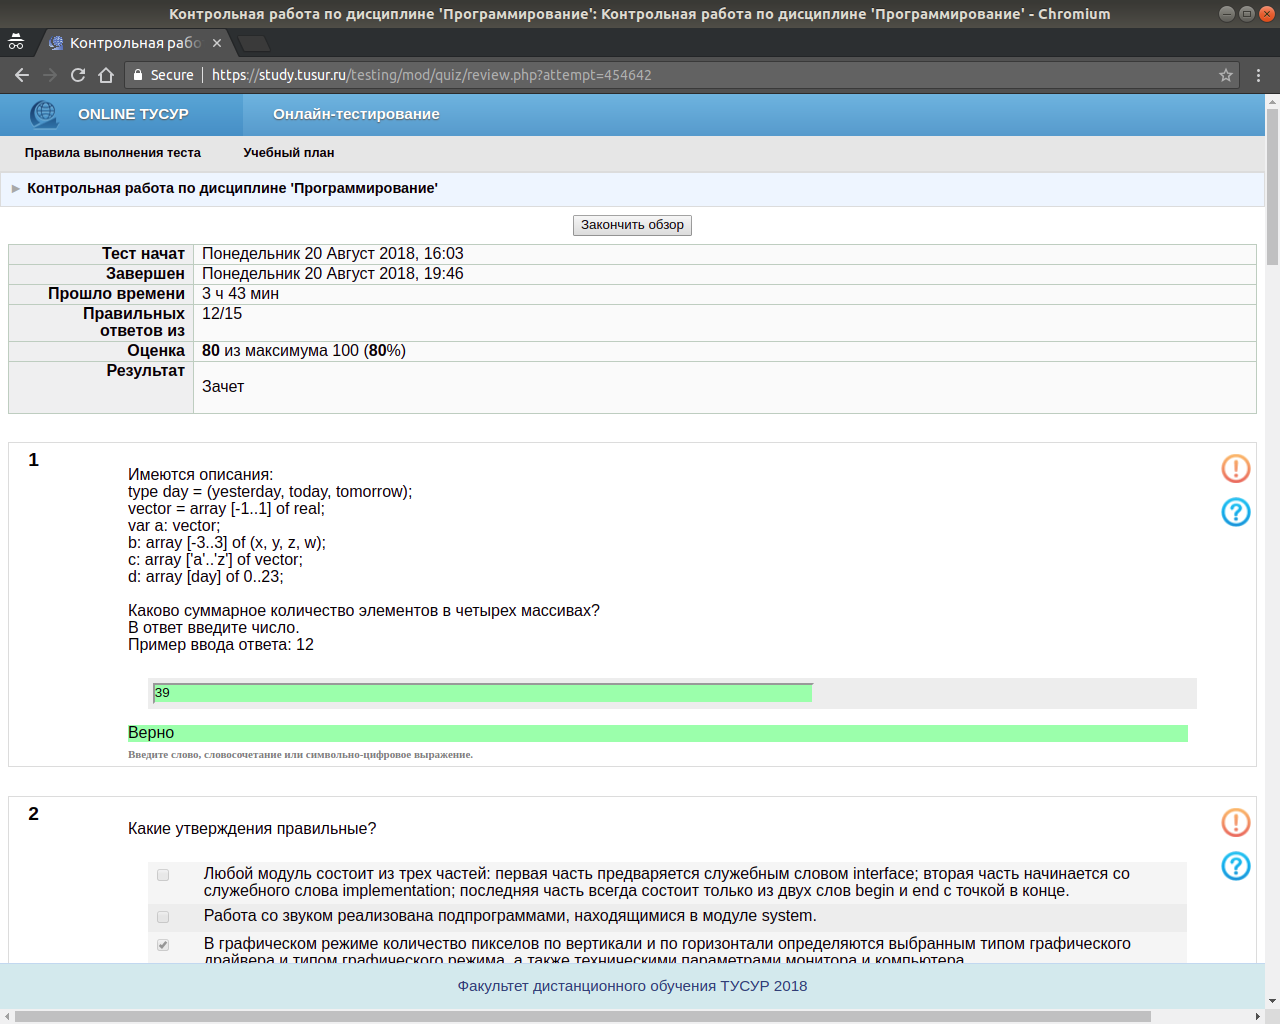 Контрольная работа по дисциплине 'Программирование': Контрольная работа по дисциплине 'Программирование' - Chromium
Контрольная рабо
Secure https://study.tusur.ru/testing/mod/quiz/review.php?attempt=454642
ONLINE ТУСУР Онлайн-тестирование
Правила выполнения теста Учебный план
Контрольная работа по дисциплине 'Программирование'
Закончить обзор
Тест начат Понедельник 20 Август 2018, 16:03
Завершен Понедельник 20 Август 2018, 19:46
Прошло времени 3 ч 43 мин
Правильных 12/15
ответов из
Оценка 80 из максимума 100 (80%)
Результат
Зачет
1
Имеются описания:
type day = (yesterday, today, tomorrow);
vector = array [-1..1] of real;
var a: vector;
b: array [-3..3] of (x, y, z, w);
c: array ['a'..'z'] of vector;
d: array [day] of 0..23;
Каково суммарное количество элементов в четырех массивах?
В ответ введите число.
Пример ввода ответа: 12
39
Верно
Введите слово, словосочетание или символьно-цифровое выражение.
2
Какие утверждения правильные?
Любой модуль состоит из трех частей: первая часть предваряется служебным словом interface; вторая часть начинается со
служебного слова implementation; последняя часть всегда состоит только из двух слов begin и end с точкой в конце.
Работа со звуком реализована подпрограммами, находящимися в модуле system.
В графическом режиме количество пикселов по вертикали и по горизонтали определяются выбранным типом графического
драйвера и типом графического режима, а также техническими параметрами монитора и компьютера.
Факультет дистанционного обучения ТУСУР 2018